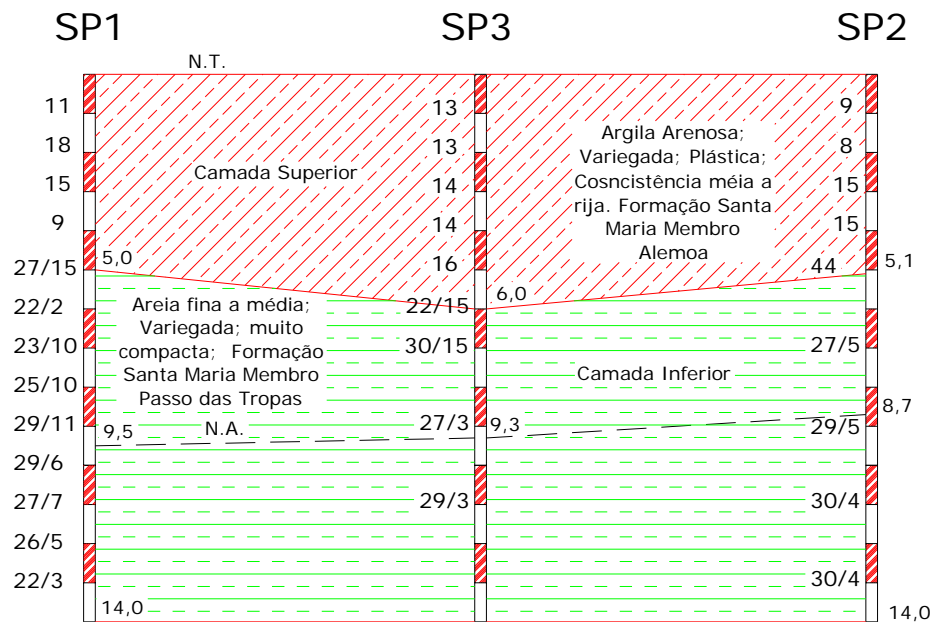 SP1
SP3
SP2
N.T.
11
13
9
18
13
8
15
14
15
9
14
15
27/15
16
44
22/2
22/15
23/10
30/15
27/5
25/10
29/11
27/3
29/5
29/6
27/7
29/3
30/4
26/5
22/3
30/4
Camada Superior
Argila Arenosa;
Variegada; Plástica;
Cosncistência méia a
rija. Formação Santa
Maria Membro
Alemoa
5,0
6,0
5,1
Areia fina a média;
Variegada; muito
compacta; Formação
Santa Maria Membro
Passo das Tropas
Camada Inferior
9,5
N.A.
9,3
8,7
14,0
14,0